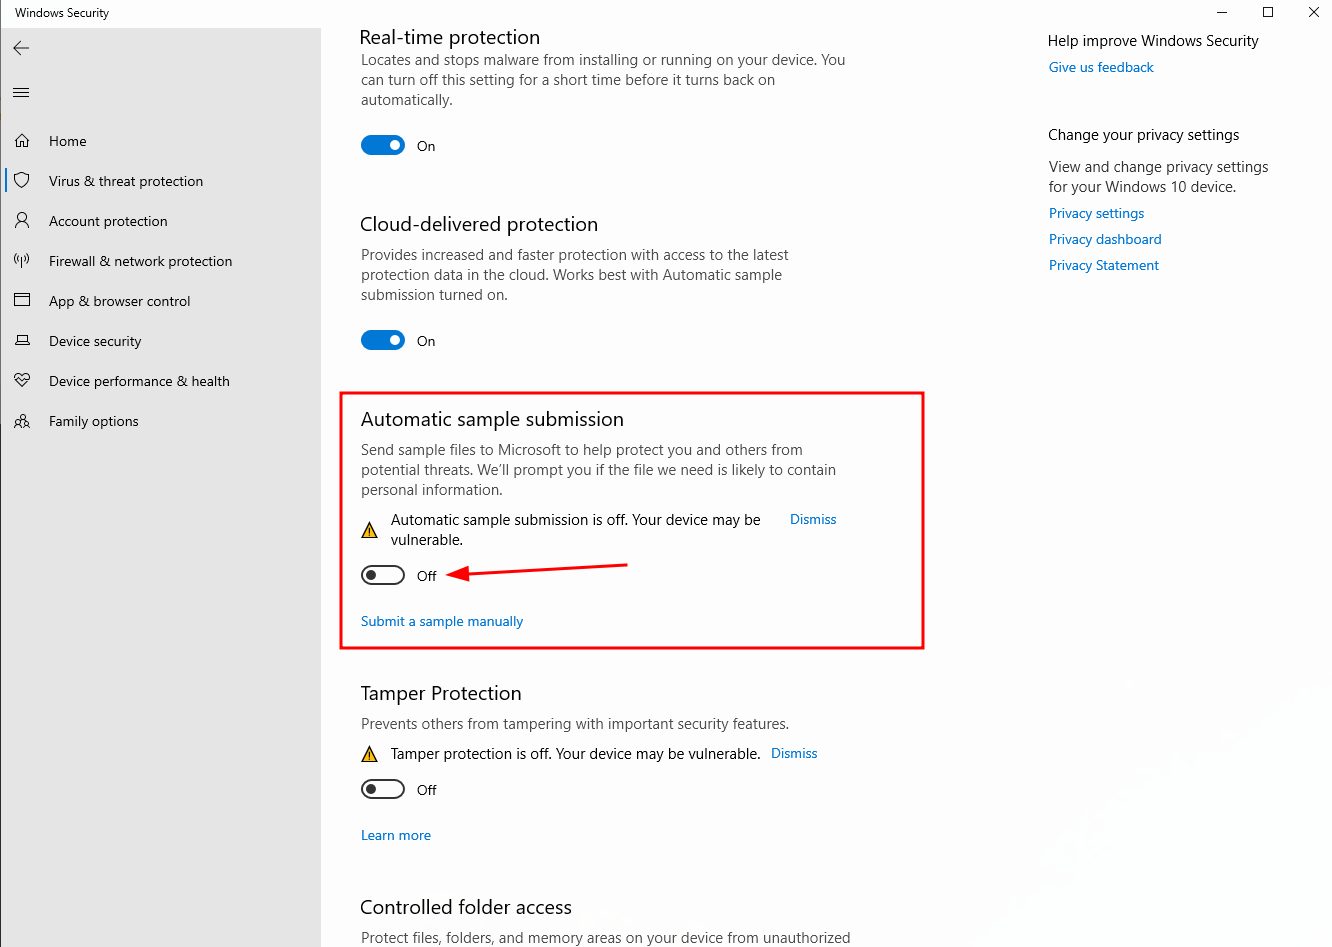 Windows Security
Home
Virus & threat protection
Account protection
Firewall & network protection
App & browser control
Device security
Device performance & health
Family options
Real-time protection
Locates and stops malware from installing or running on your device. You
can turn off this setting for a short time before it turns back on
automatically.
On
Cloud-delivered protection
Provides increased and faster protection with access to the latest
protection data in the cloud. Works best with Automatic sample
submission turned on.
On
Automatic sample submission
Send sample files to Microsoft to help protect you and others from
potential threats. We’ll prompt you if the file we need is likely to contain
personal information.
Automatic sample submission is off. Your device may be
vulnerable.
Dismiss
Off
Submit a sample manually
Tamper Protection
Prevents others from tampering with important security features.
Tamper protection is off. Your device may be vulnerable. Dismiss
Off
Learn more
Controlled folder access
Protect files, folders, and memory areas on your device from unauthorized
Help improve Windows Security
Give us feedback
Change your privacy settings
View and change privacy settings
for your Windows 10 device.
Privacy settings
Privacy dashboard
Privacy Statement